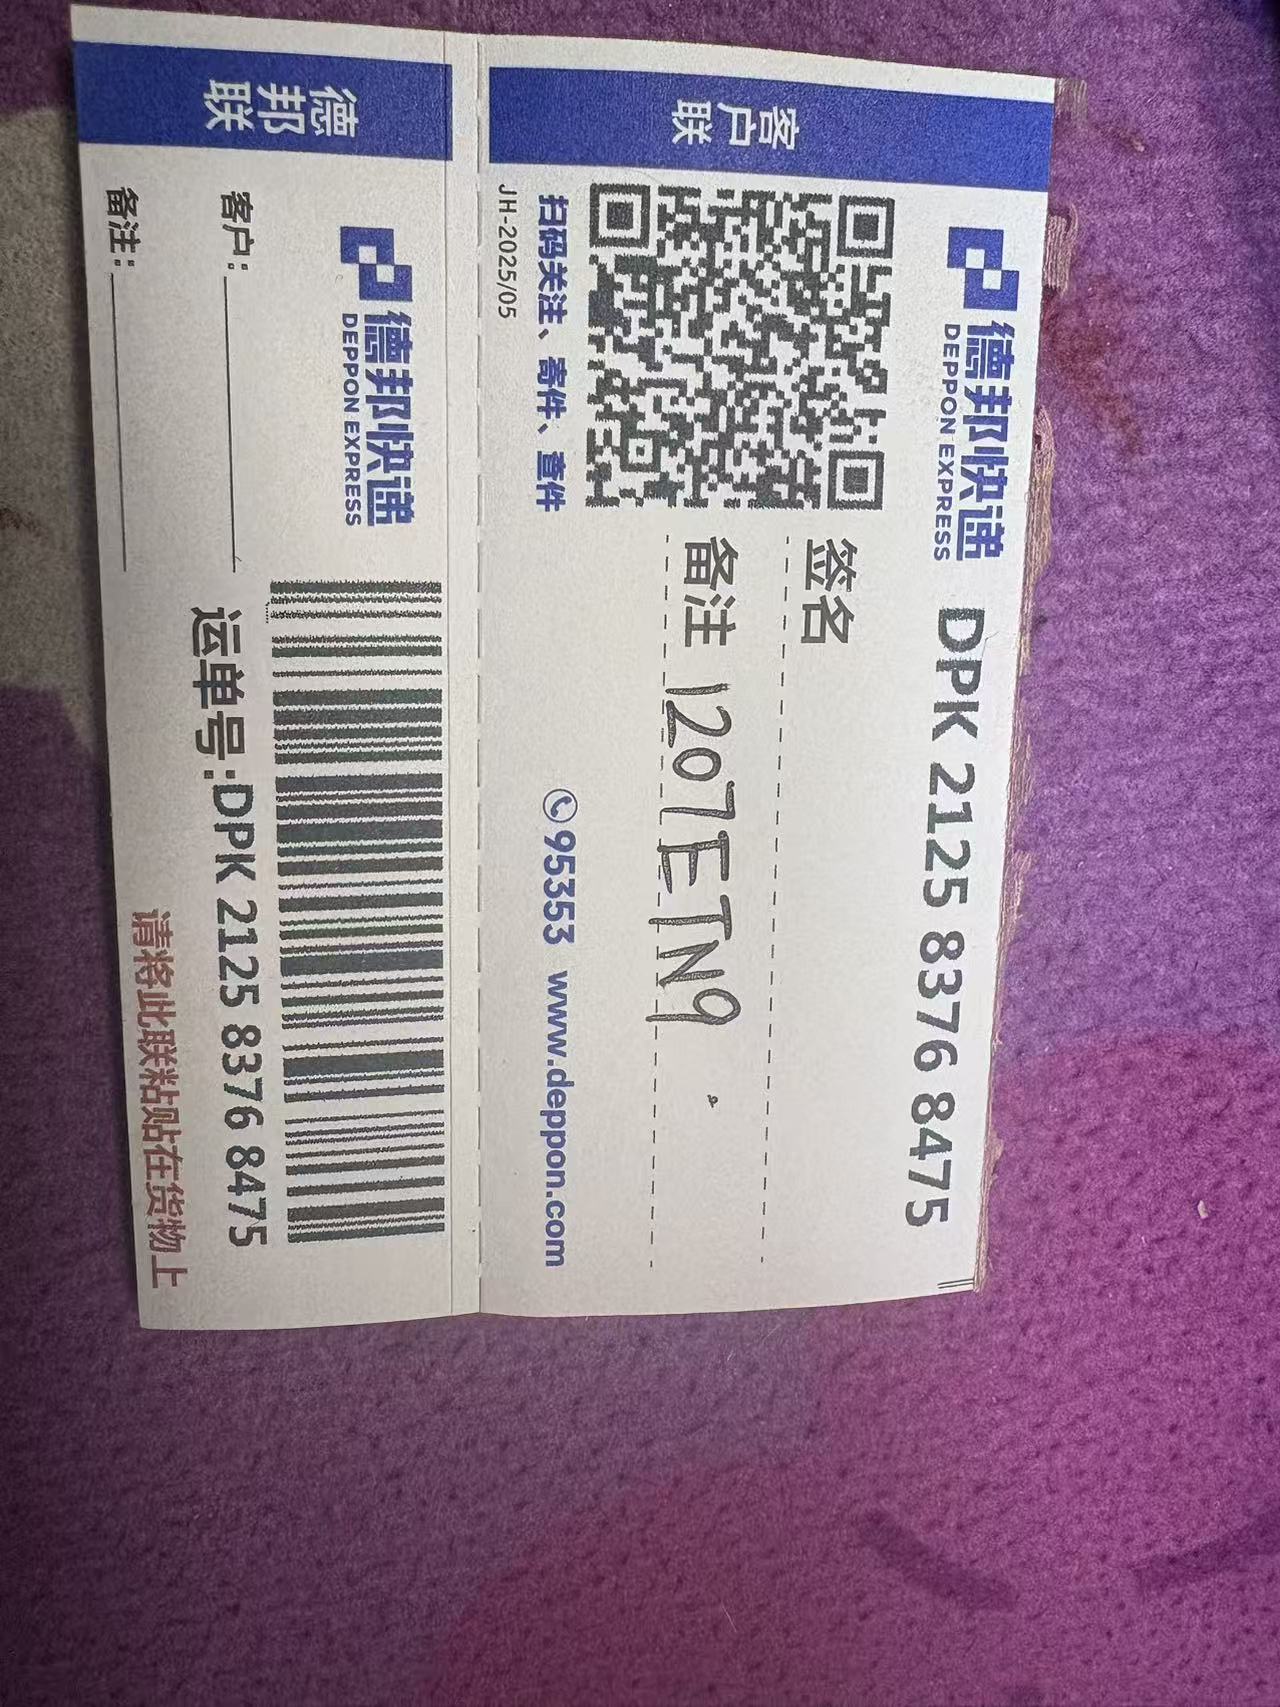 客户联
德邦快递
DEPPON EXPRESS
DPK 2125 8376 8475
签名
备注 1207ETN9
扫码关注、寄件、查件
95353 www.deppon.com
JH-2025/05
德邦联
德邦快递
DEPPON EXPRESS
客户:
备注:
运单号:DPK 2125 8376 8475
请将此联粘贴在货物上